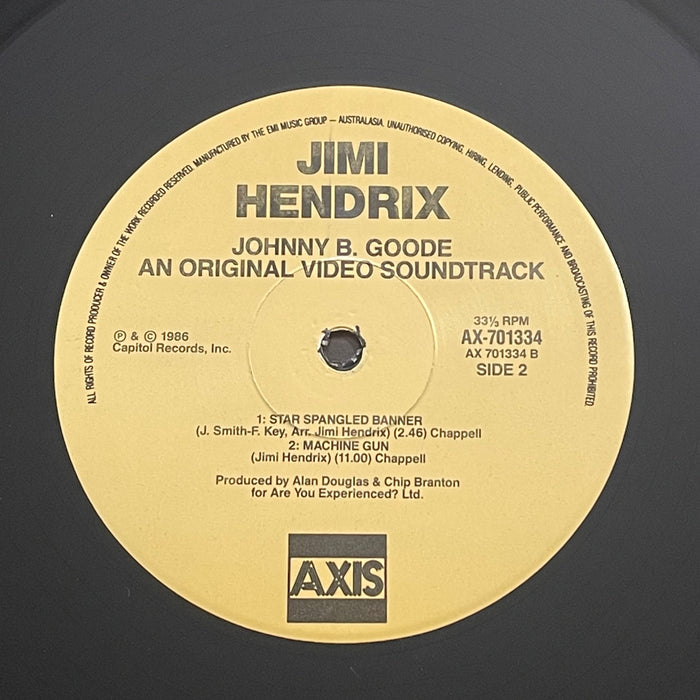 ALL RIGHTS OF RECORD PRODUCER & OWNER OF THE WORK RECORDED RESERVED. MANUFACTURED BY THE EMI MUSIC GROUP – AUSTRALASIA. UNAUTHORISED COPYING, HIRING, LENDING, PUBLIC PERFORMANCE AND BROADCASTING OF THIS RECORD PROHIBITED.
JIMI
HENDRIX
JOHNNY B. GOODE
AN ORIGINAL VIDEO SOUNDTRACK
℗ & © 1986
Capitol Records, Inc.
33⅓ RPM
AX-701334
AX 701334 B
SIDE 2
1: STAR SPANGLED BANNER
(J. Smith-F. Key, Arr. Jimi Hendrix) (2.46) Chappell
2: MACHINE GUN
(Jimi Hendrix) (11.00) Chappell
Produced by Alan Douglas & Chip Branton
for Are You Experienced? Ltd.
AXIS